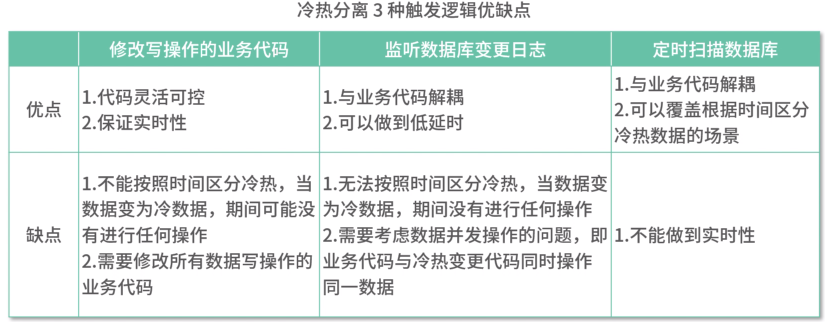 冷热分离 3 种触发逻辑优缺点
修改写操作的业务代码
监听数据库变更日志
定时扫描数据库
优点
1.代码灵活可控
2.保证实时性
1.与业务代码解耦
2.可以做到低延时
1.与业务代码解耦
2.可以覆盖根据时间区分
冷热数据的场景
缺点
1.不能按照时间区分冷热，当
数据变为冷数据，期间可能没
有进行任何操作
2.需要修改所有数据写操作的
业务代码
1.无法按照时间区分冷热，当数据变
为冷数据，期间没有进行任何操作
2.需要考虑数据并发操作的问题，即
业务代码与冷热变更代码同时操作
同一数据
1.不能做到实时性